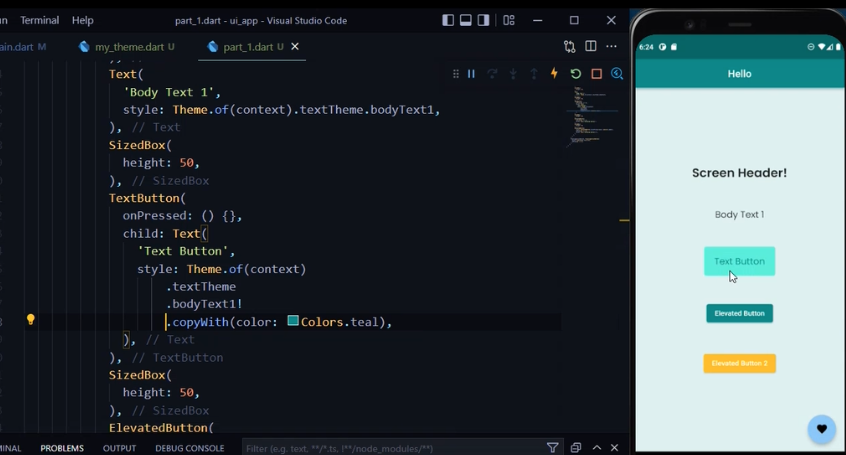 un Terminal Help part_1.dart - ui_app - Visual Studio Code
ain.dart M my_theme.dart U part_1.dart U
Text(
'Body Text 1',
style: Theme.of(context).textTheme.bodyText1,
), // Text
SizedBox(
height: 50,
), // SizedBox
TextButton(
onPressed: () {},
child: Text(
'Text Button',
style: Theme.of(context)
.textTheme
.bodyText1!
.copyWith(color: Colors.teal),
), // Text
), // TextButton
SizedBox(
height: 50,
), // SizedBox
ElevatedButton(
MINAL PROBLEMS OUTPUT DEBUG CONSOLE Filter (e.g. text, **/*.ts, !**/node_modules/**)
6:24
Hello
Screen Header!
Body Text 1
Text Button
Elevated Button
Elevated Button 2